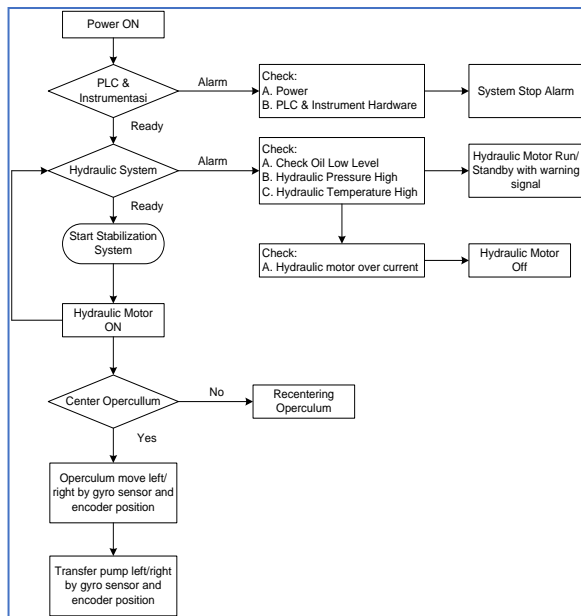 Power ON
PLC &
Instrumentasi
Alarm
Check:
A. Power
B. PLC & Instrument Hardware
System Stop Alarm
Ready
Hydraulic System
Alarm
Check:
A. Check Oil Low Level
B. Hydraulic Pressure High
C. Hydraulic Temperature High
Hydraulic Motor Run/
Standby with warning
signal
Ready
Start Stabilization
System
Check:
A. Hydraulic motor over current
Hydraulic Motor
Off
Hydraulic Motor
ON
Center Opercullum
No
Recentering
Operculum
Yes
Operculum move left/
right by gyro sensor and
encoder position
Transfer pump left/right
by gyro sensor and
encoder position